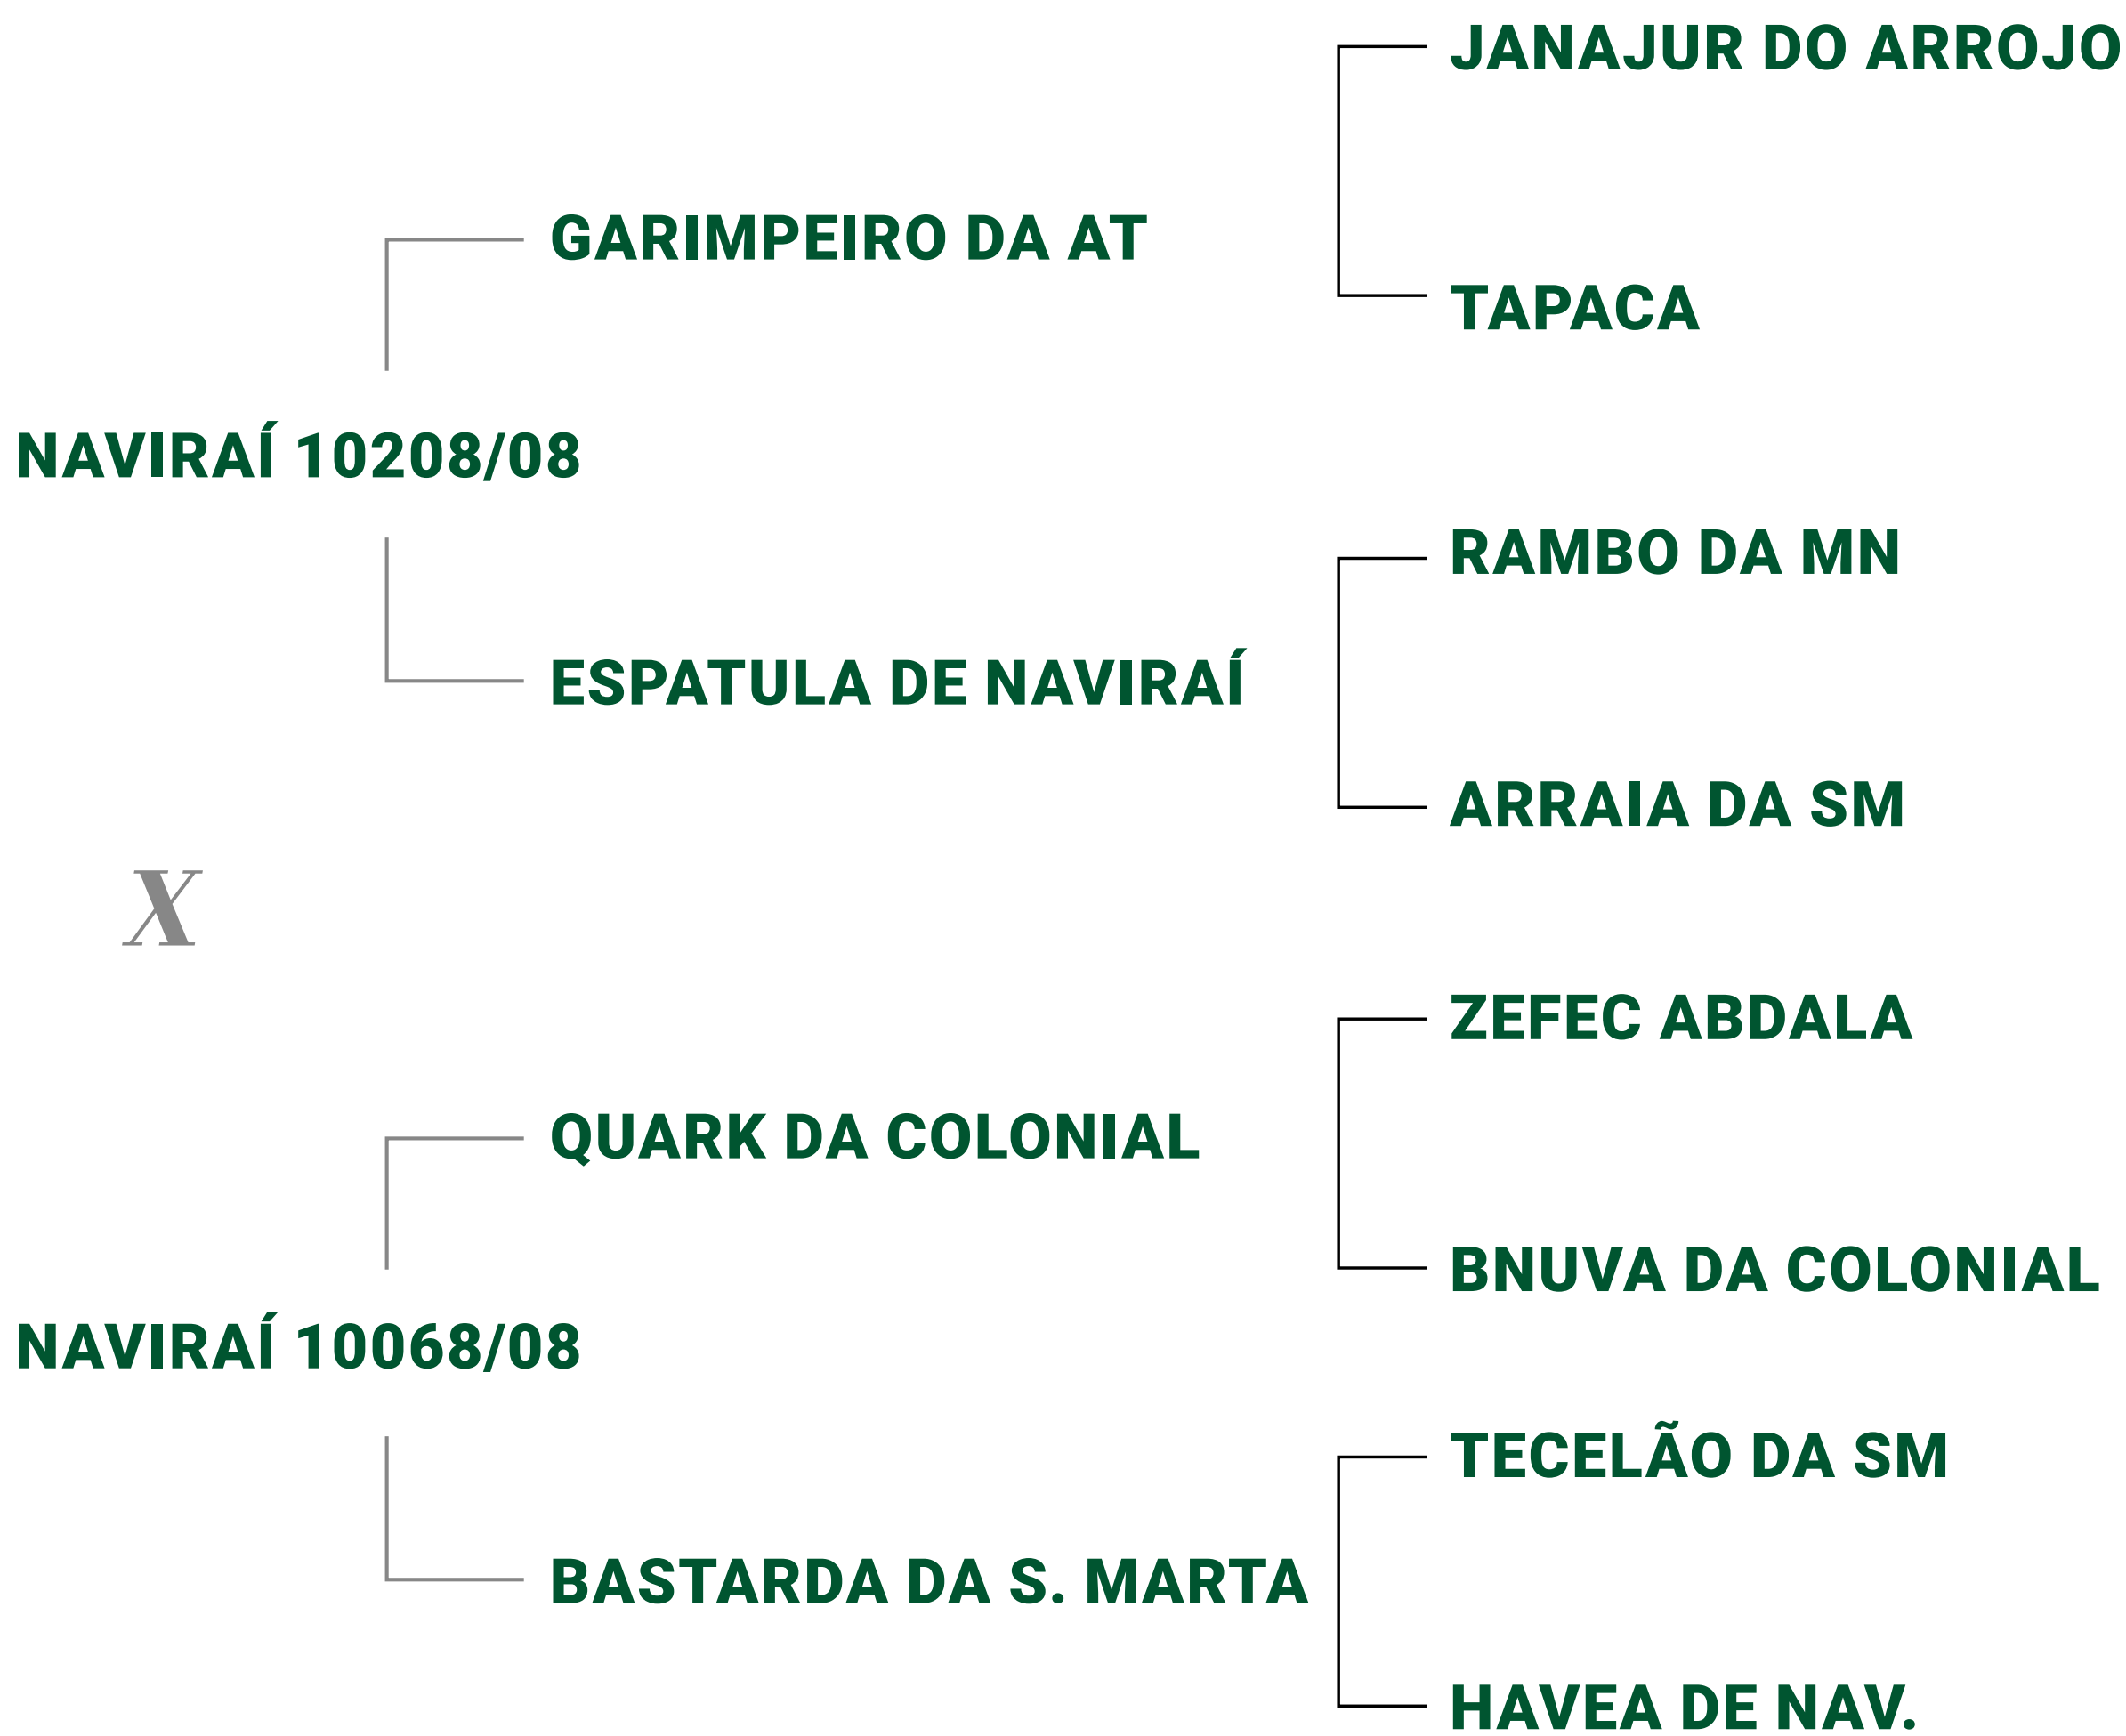 JANAJUR DO ARROJO
GARIMPEIRO DA AT
TAPACA
NAVIRAÍ 10208/08
RAMBO DA MN
ESPATULA DE NAVIRAÍ
ARRAIA DA SM
X
ZEFEC ABDALA
QUARK DA COLONIAL
BNUVA DA COLONIAL
NAVIRAÍ 10068/08
TECELÃO DA SM
BASTARDA DA S. MARTA
HAVEA DE NAV.